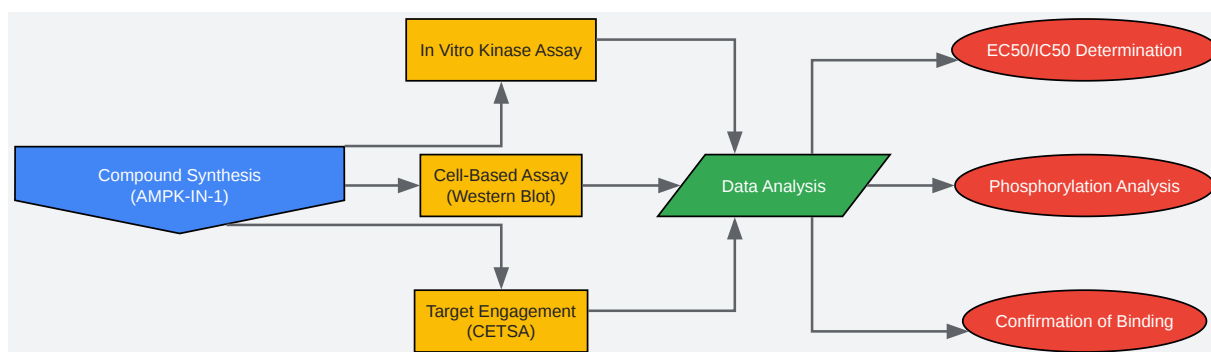 In Vitro Kinase Assay
EC50/IC50 Determination
Compound Synthesis
(AMPK-IN-1)
Cell-Based Assay
(Western Blot)
Data Analysis
Phosphorylation Analysis
Target Engagement
(CETSA)
Confirmation of Binding